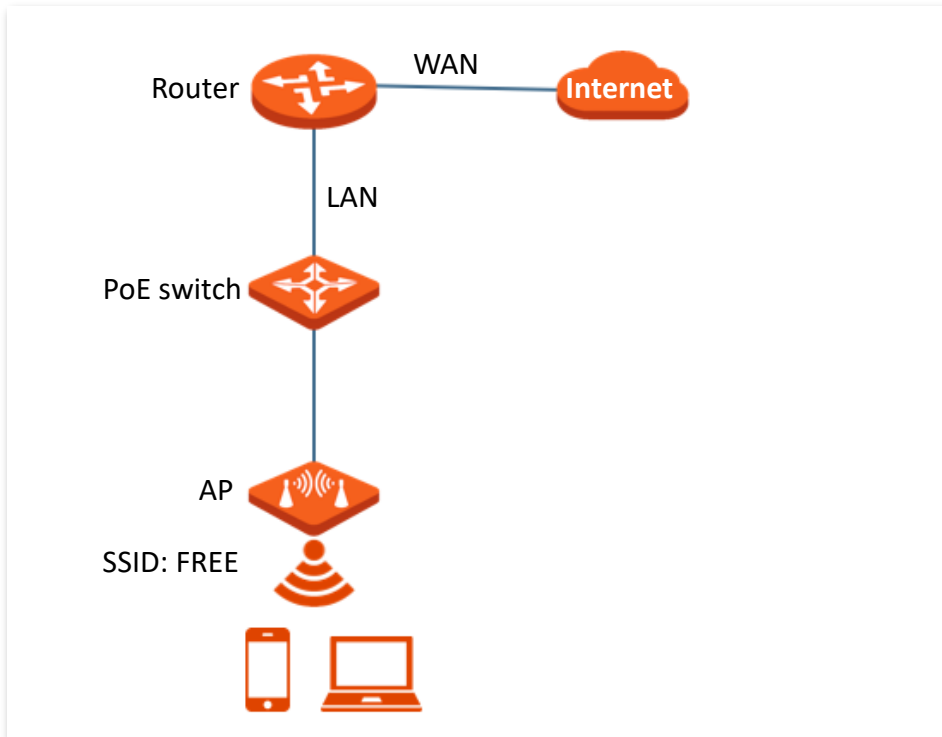 WAN
Router
Internet
LAN
PoE switch
AP
SSID: FREE